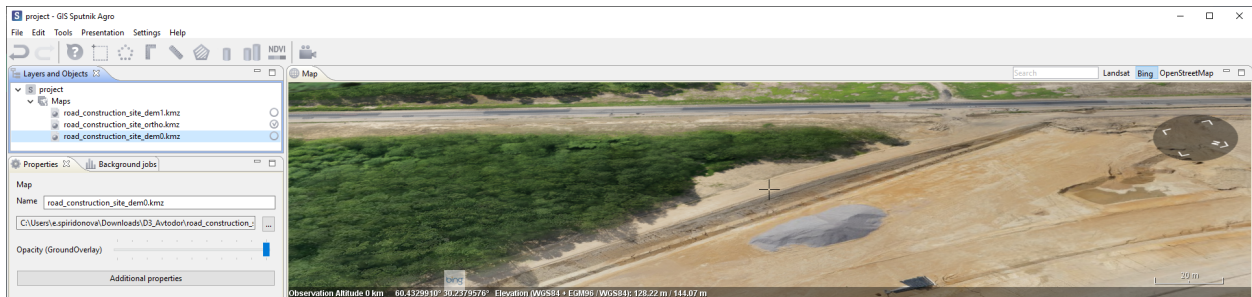 S project - GIS Sputnik Agro
File Edit Tools Presentation Settings Help
NDVI
Layers and Objects
Map
Search
Landsat Bing OpenStreetMap
S project
Maps
road_construction_site_dem1.kmz
road_construction_site_ortho.kmz
road_construction_site_dem0.kmz
Properties
Background jobs
Map
Name road_construction_site_dem0.kmz
C:\Users\e.spiridonova\Downloads\D3_Avtodor\road_construction_s ...
Opacity (GroundOverlay)
Additional properties
bing
20 m
Observation Altitude 0 km 60.4329910° 30.2379576° Elevation (WGS84 + EGM96 / WGS84): 128.22 m / 144.07 m